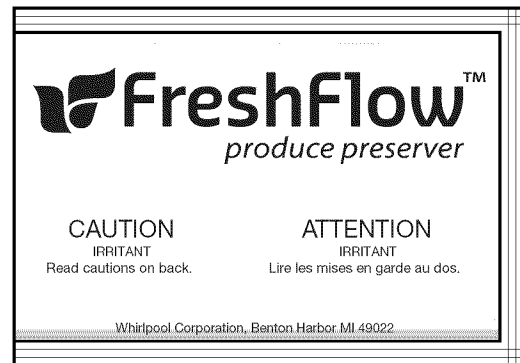 FreshFlow™
produce preserver
CAUTION
IRRITANT
Read cautions on back.
ATTENTION
IRRITANT
Lire les mises en garde au dos.
Whirlpool Corporation, Benton Harbor MI 49022